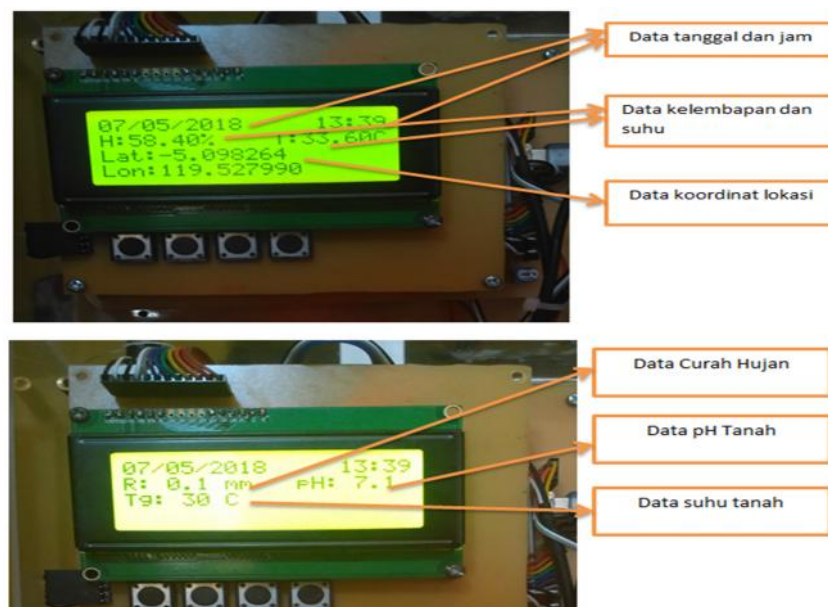 Data tanggal dan jam
07/05/2018 13:39
H:58.40% T:33.60C
Lat:-5.098264
Lon:119.527990
Data kelembapan dan
suhu
Data koordinat lokasi
07/05/2018 13:39
R: 0.1 mm pH: 7.1
Tg: 30 C
Data Curah Hujan
Data pH Tanah
Data suhu tanah